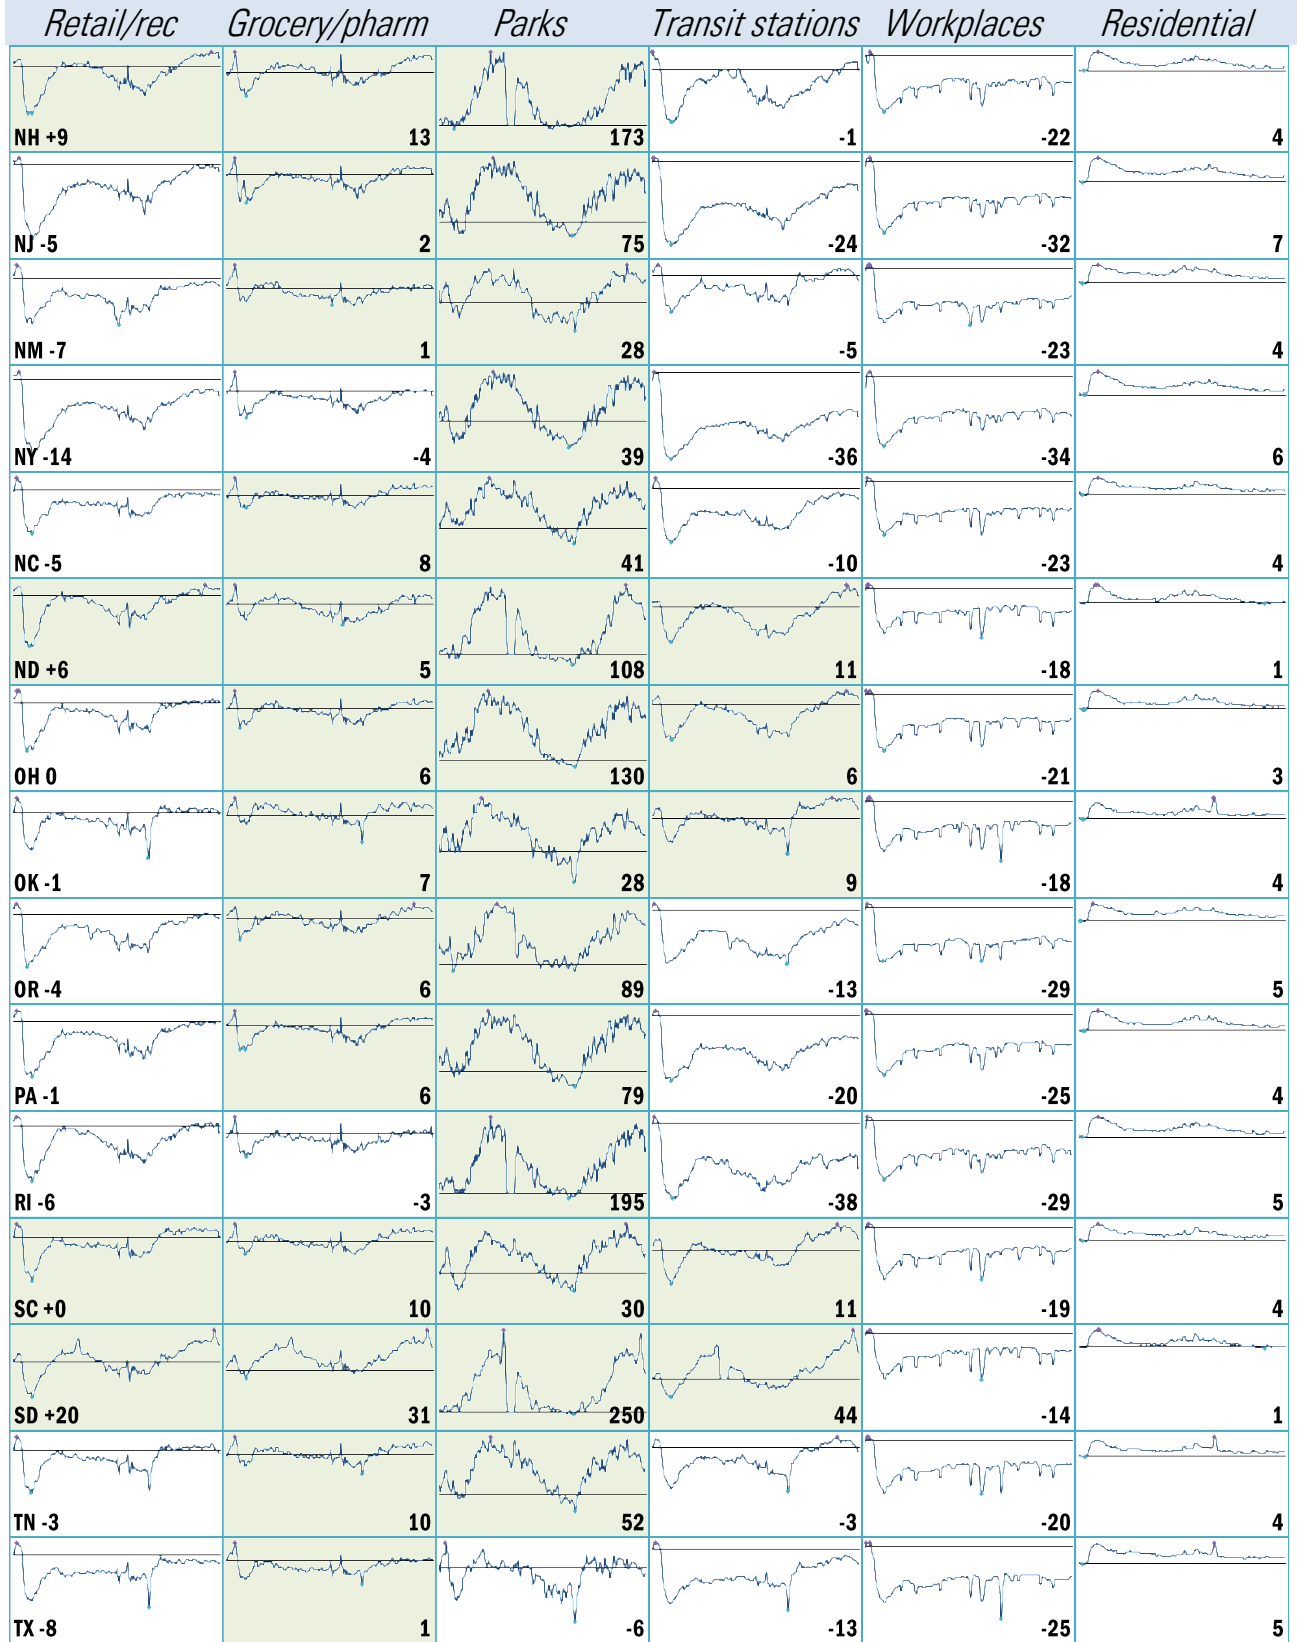 Retail/rec Grocery/pharm Parks Transit stations Workplaces Residential
NH +9 13 173 -1 -22 4
NJ -5 2 75 -24 -32 7
NM -7 1 28 -5 -23 4
NY -14 -4 39 -36 -34 6
NC -5 8 41 -10 -23 4
ND +6 5 108 11 -18 1
OH 0 6 130 6 -21 3
OK -1 7 28 9 -18 4
OR -4 6 89 -13 -29 5
PA -1 6 79 -20 -25 4
RI -6 -3 195 -38 -29 5
SC +0 10 30 11 -19 4
SD +20 31 250 44 -14 1
TN -3 10 52 -3 -20 4
TX -8 1 -6 -13 -25 5